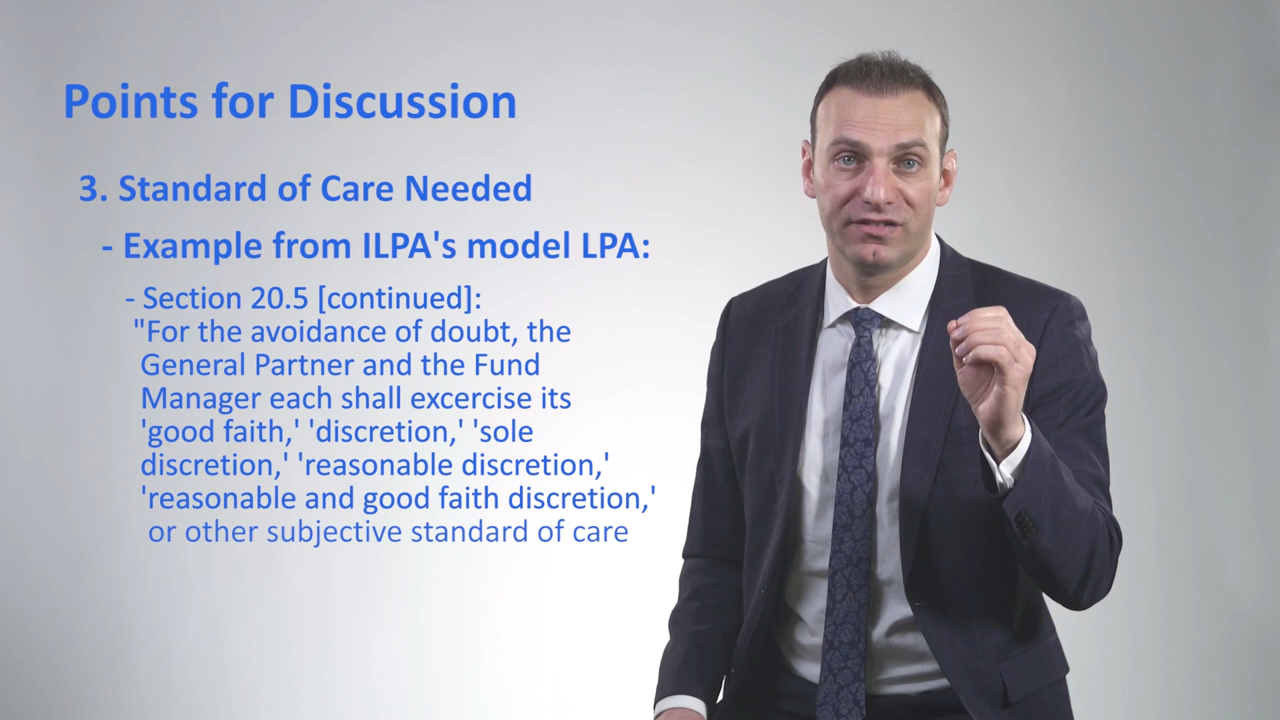 Points for Discussion
3. Standard of Care Needed
- Example from ILPA's model LPA:
- Section 20.5 [continued]:
"For the avoidance of doubt, the
General Partner and the Fund
Manager each shall excercise its
'good faith,' 'discretion,' 'sole
discretion,' 'reasonable discretion,'
'reasonable and good faith discretion,'
or other subjective standard of care